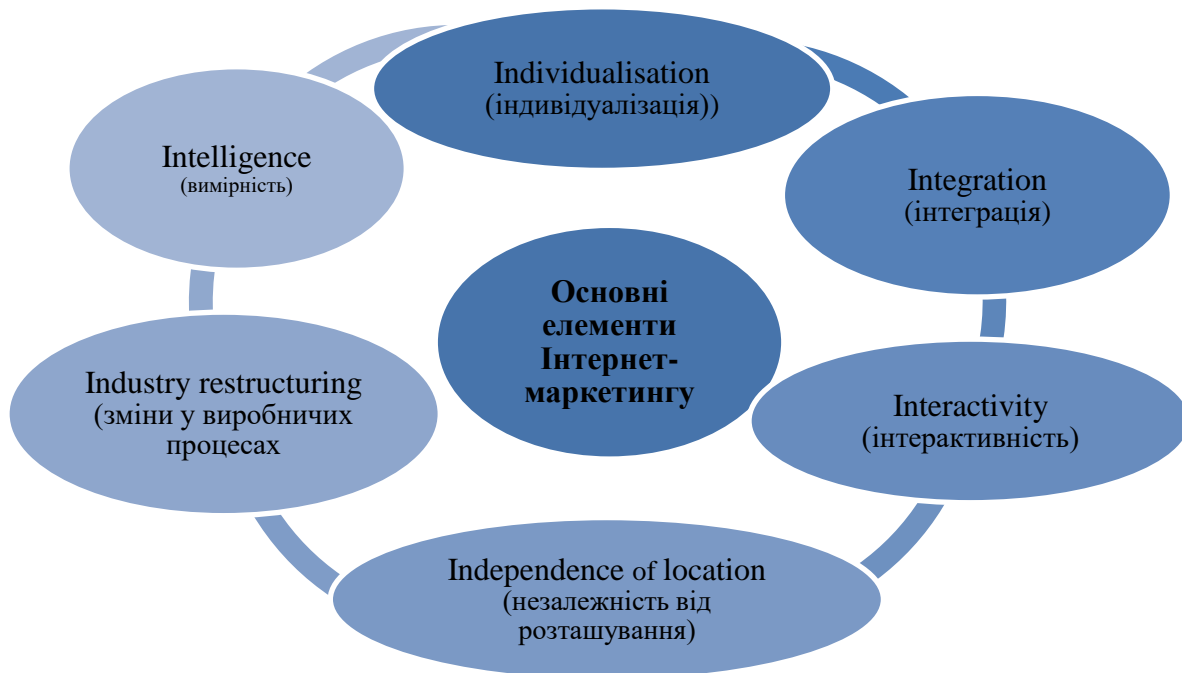 Individualisation
(індивідуалізація))
Integration
(інтеграція)
Interactivity
(інтерактивність)
Independence of location
(незалежність від
розташування)
Industry restructuring
(зміни у виробничих
процесах
Intelligence
(вимірність)
Основні
елементи
Інтернет-
маркетингу